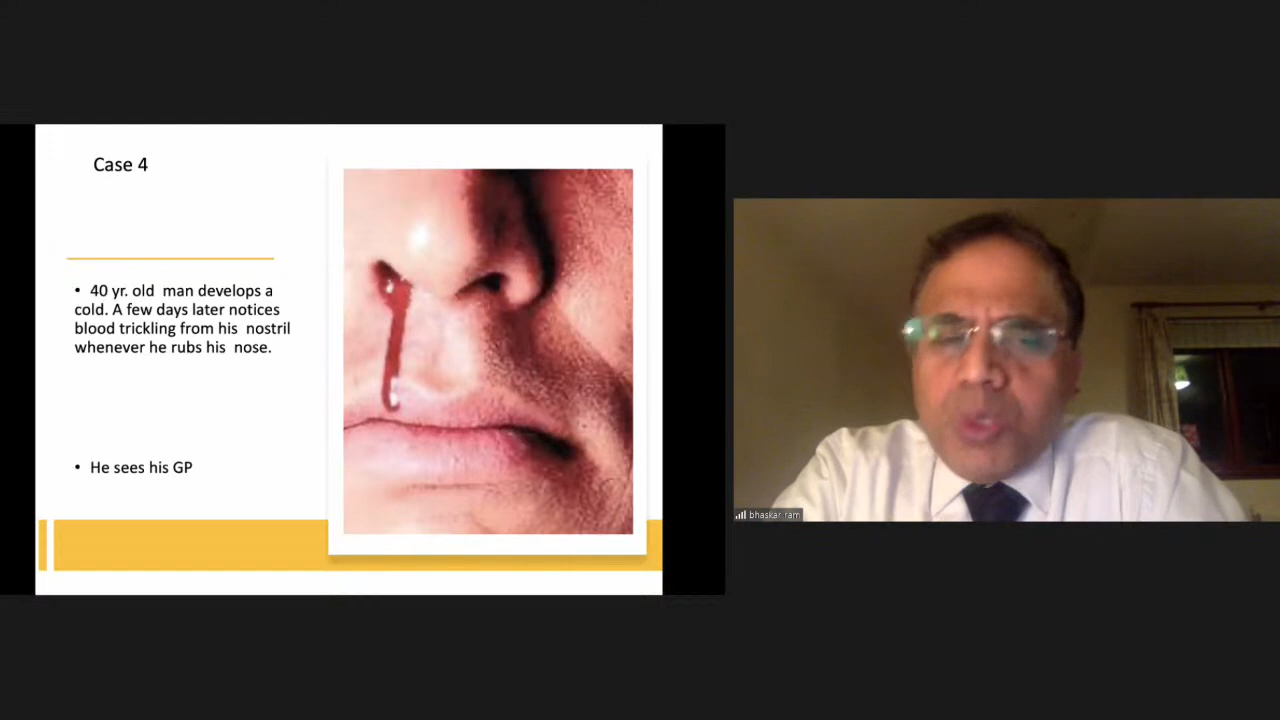 Case 4
• 40 yr. old man develops a
cold. A few days later notices
blood trickling from his nostril
whenever he rubs his nose.
• He sees his GP
bhaskar ram